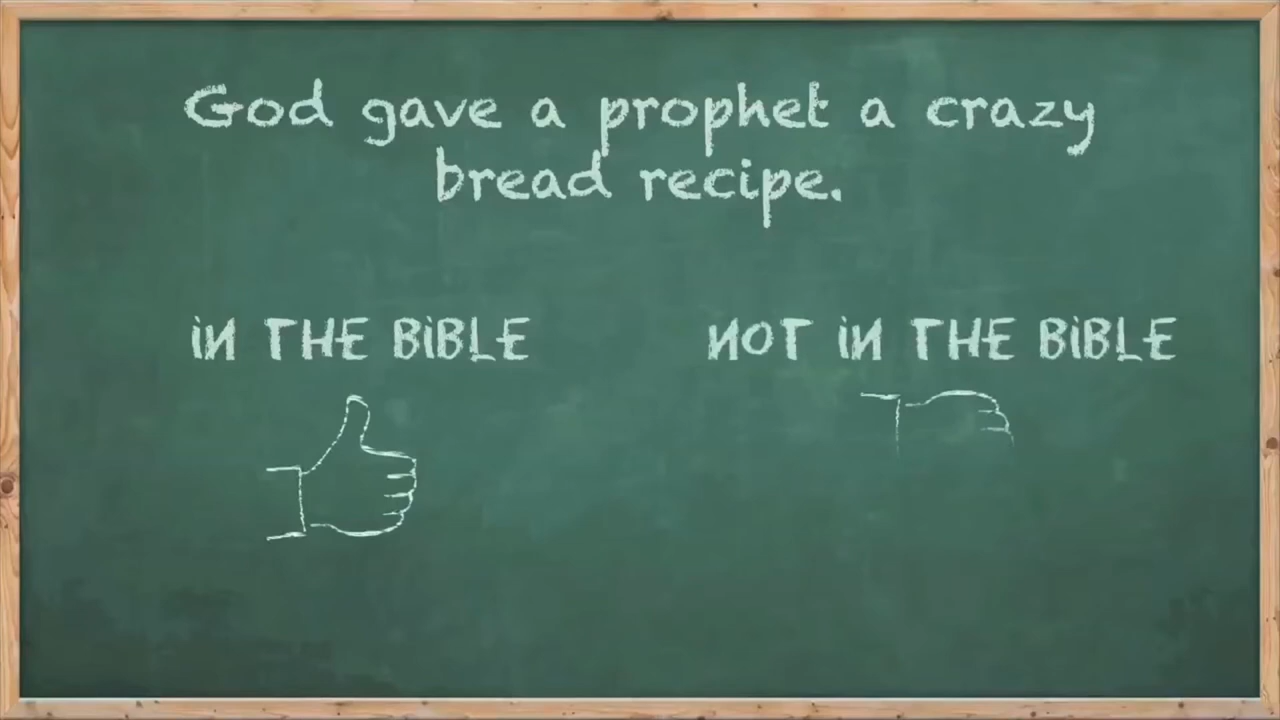 God gave a prophet a crazy
bread recipe.
IN THE BIBLE
NOT IN THE BIBLE